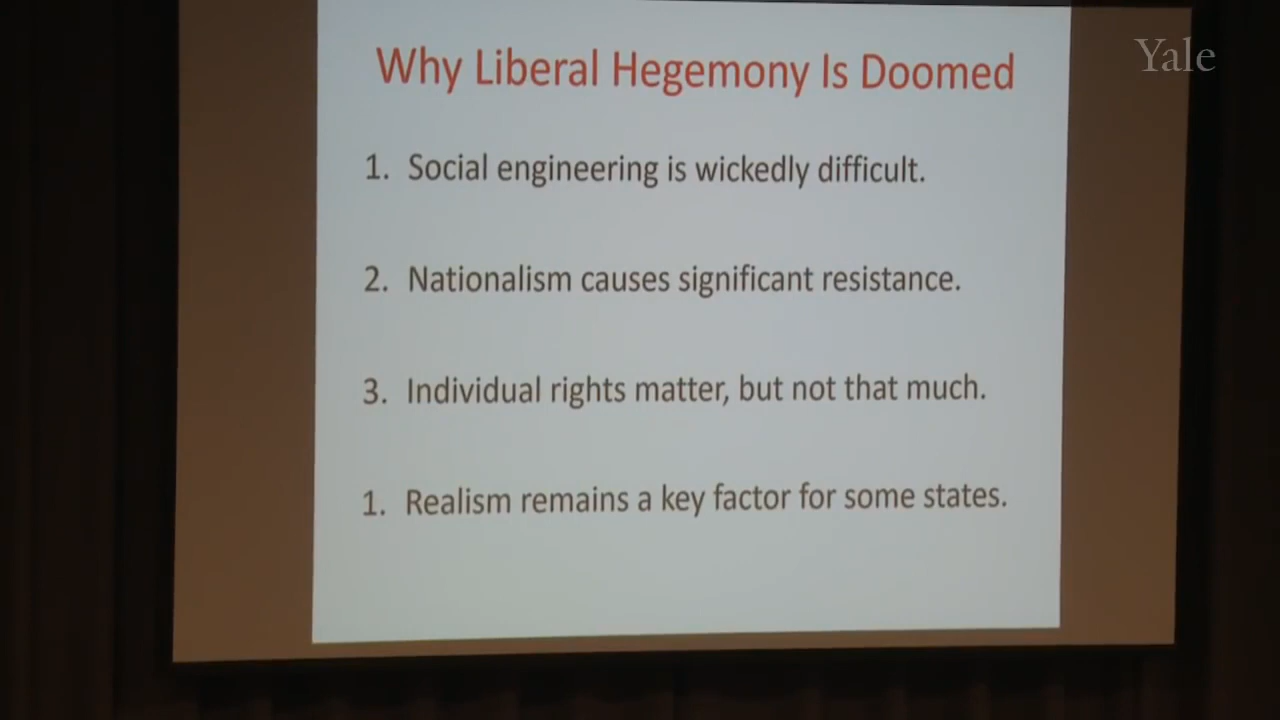 Yale
Why Liberal Hegemony Is Doomed
1. Social engineering is wickedly difficult.
2. Nationalism causes significant resistance.
3. Individual rights matter, but not that much.
1. Realism remains a key factor for some states.